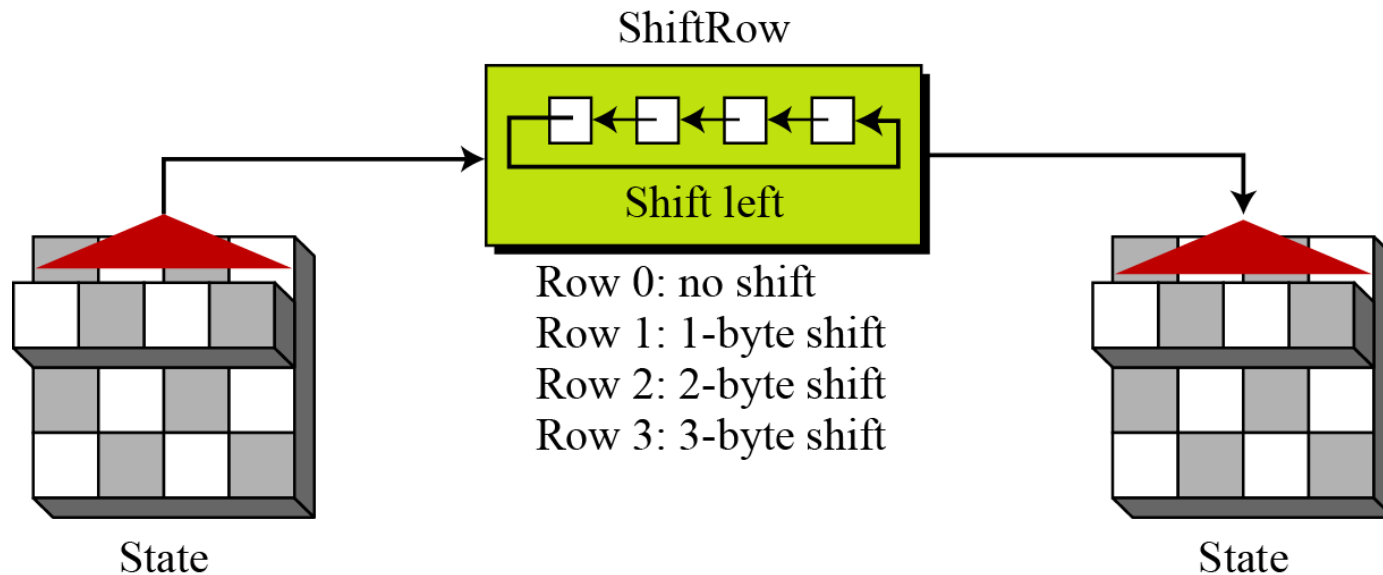 ShiftRow
Shift left
Row 0: no shift
Row 1: 1-byte shift
Row 2: 2-byte shift
Row 3: 3-byte shift
State
State